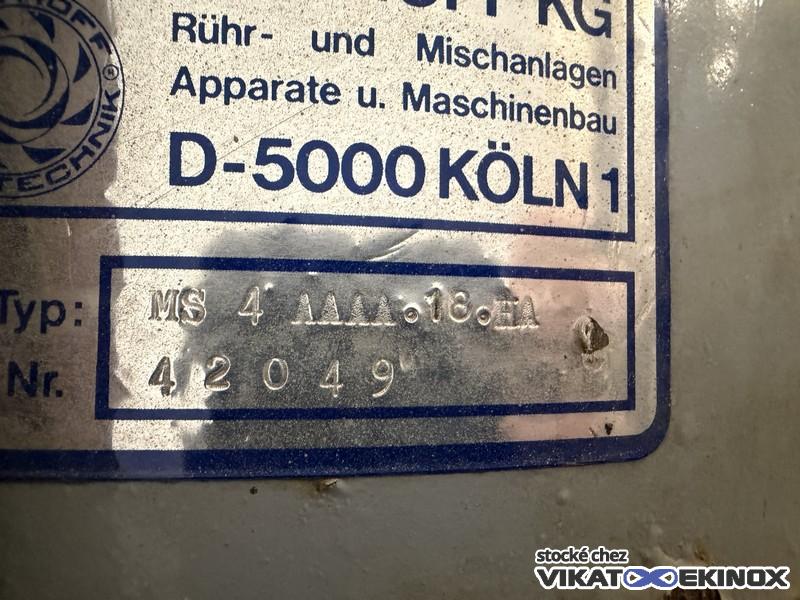 KG
Rühr- und Mischanlagen
Apparate u. Maschinenbau
D-5000 KÖLN 1
TECHNIK®
Typ: MS 4 AAAA.18.HA
Nr. 42049
stocké chez
VIKATOO EKINOX